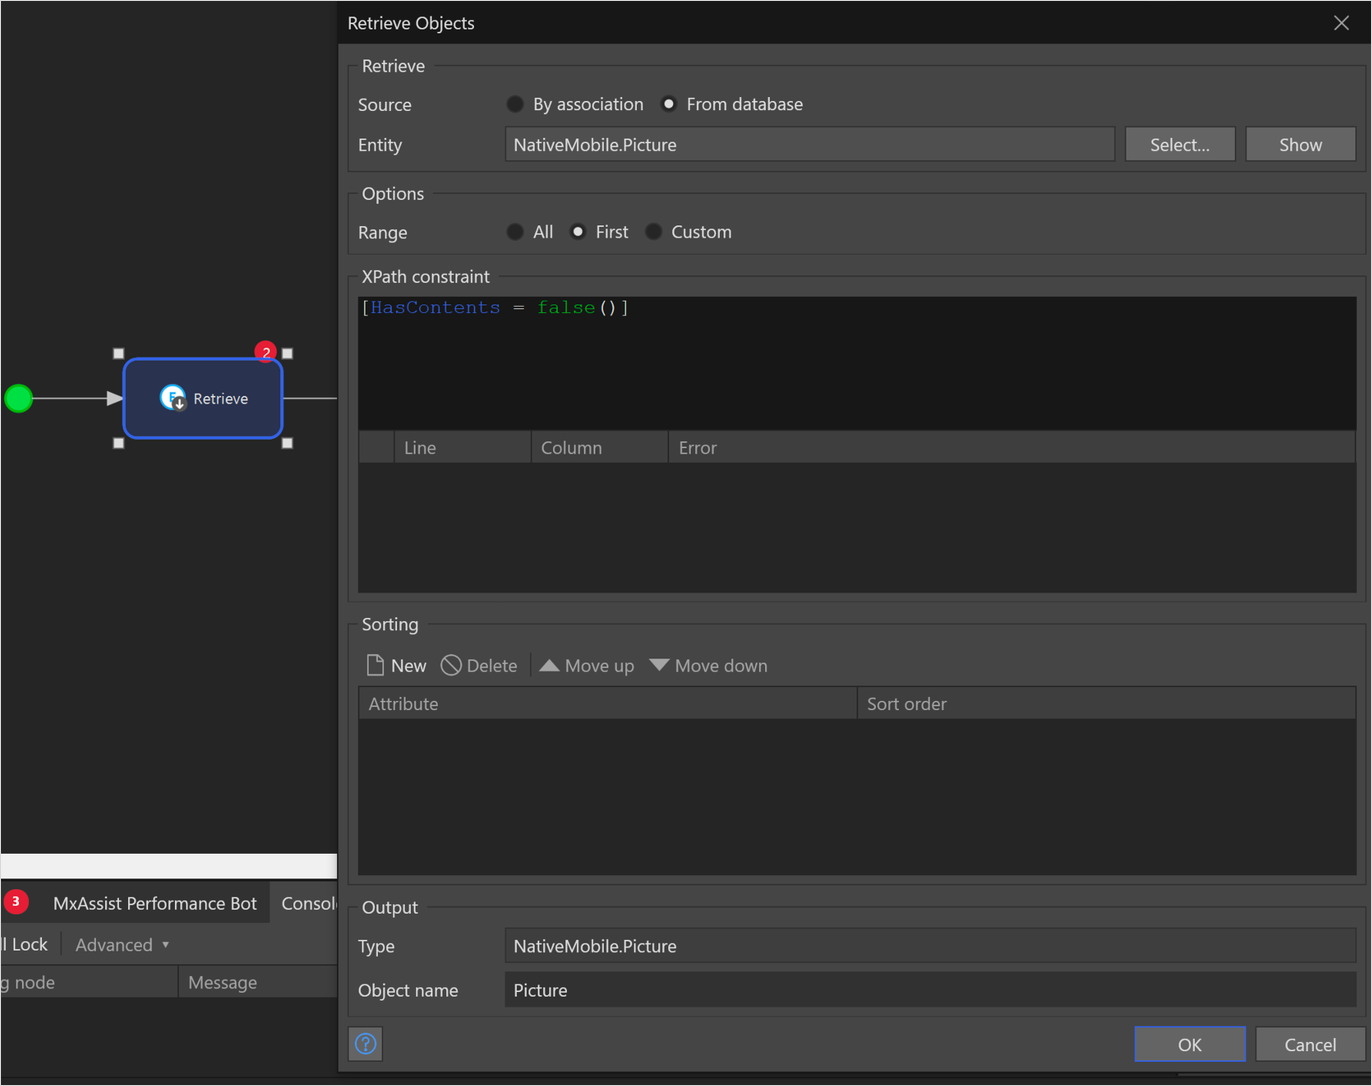 Retrieve Objects
Retrieve
Source By association From database
Entity NativeMobile.Picture Select... Show
Options
Range All First Custom
XPath constraint
[HasContents = false()]
2
Retrieve
Line Column Error
Sorting
New Delete Move up Move down
Attribute Sort order
3 MxAssist Performance Bot Consol
ll Lock Advanced
g node Message
Output
Type NativeMobile.Picture
Object name Picture
? OK Cancel